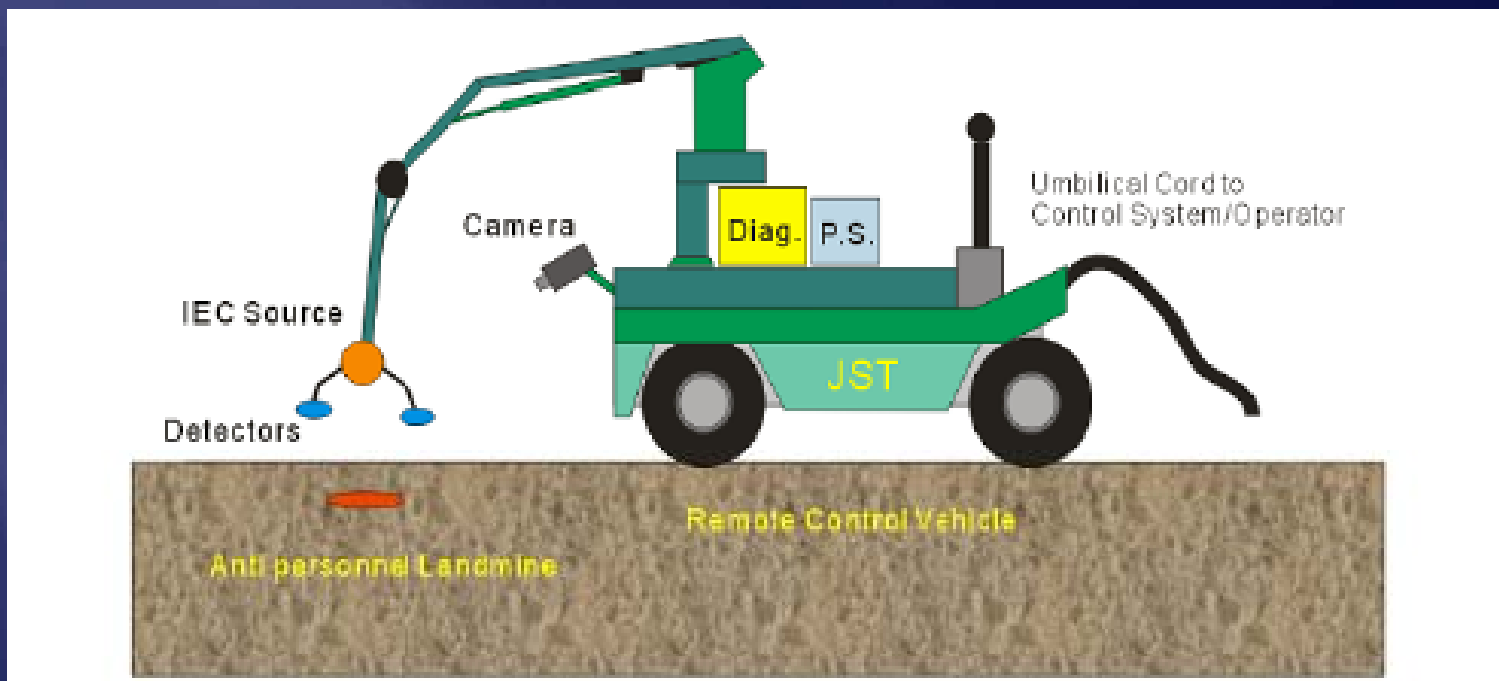 Camera
Diag.
P.S.
Umbilical Cord to
Control System/Operator
IEC Source
JST
Detectors
Remote Control Vehicle
Anti personnel Landmine